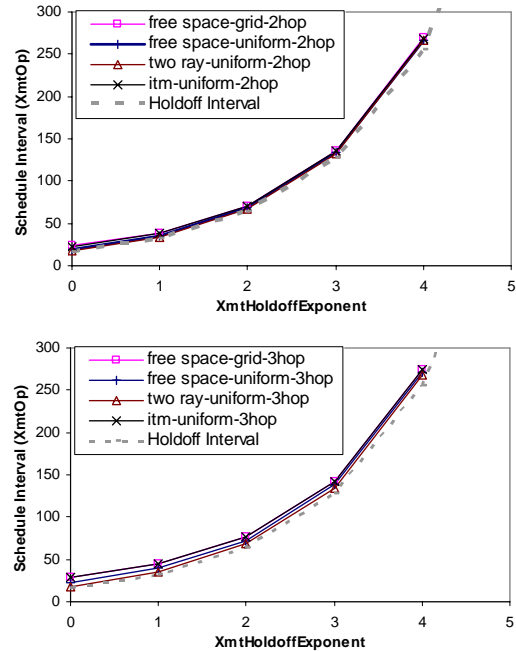 300
250
200
150
100
50
0
Schedule Interval (XmtOp)
free space-grid-2hop
free space-uniform-2hop
two ray-uniform-2hop
itm-uniform-2hop
Holdoff Interval
0 1 2 3 4 5
XmtHoldoffExponent
300
250
200
150
100
50
0
Schedule Interval (XmtOp)
free space-grid-3hop
free space-uniform-3hop
two ray-uniform-3hop
itm-uniform-3hop
Holdoff Interval
0 1 2 3 4 5
XmtHoldoffExponent